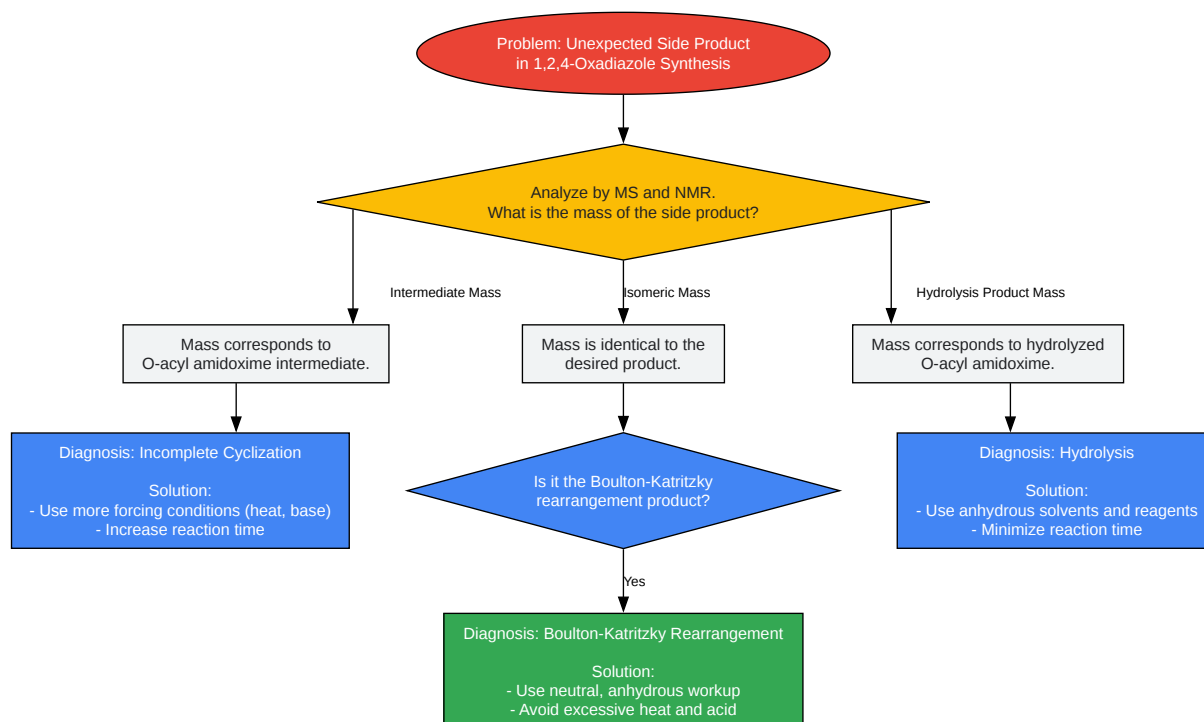 Problem: Unexpected Side Product
in 1,2,4-Oxadiazole Synthesis
Analyze by MS and NMR.
What is the mass of the side product?
Intermediate Mass
Isomeric Mass
Hydrolysis Product Mass
Mass corresponds to
O-acyl amidoxime intermediate.
Mass is identical to the
desired product.
Mass corresponds to hydrolyzed
O-acyl amidoxime.
Diagnosis: Incomplete Cyclization
Solution:
- Use more forcing conditions (heat, base)
- Increase reaction time
Is it the Boulton-Katritzky
rearrangement product?
Diagnosis: Hydrolysis
Solution:
- Use anhydrous solvents and reagents
- Minimize reaction time
Yes
Diagnosis: Boulton-Katritzky Rearrangement
Solution:
- Use neutral, anhydrous workup
- Avoid excessive heat and acid